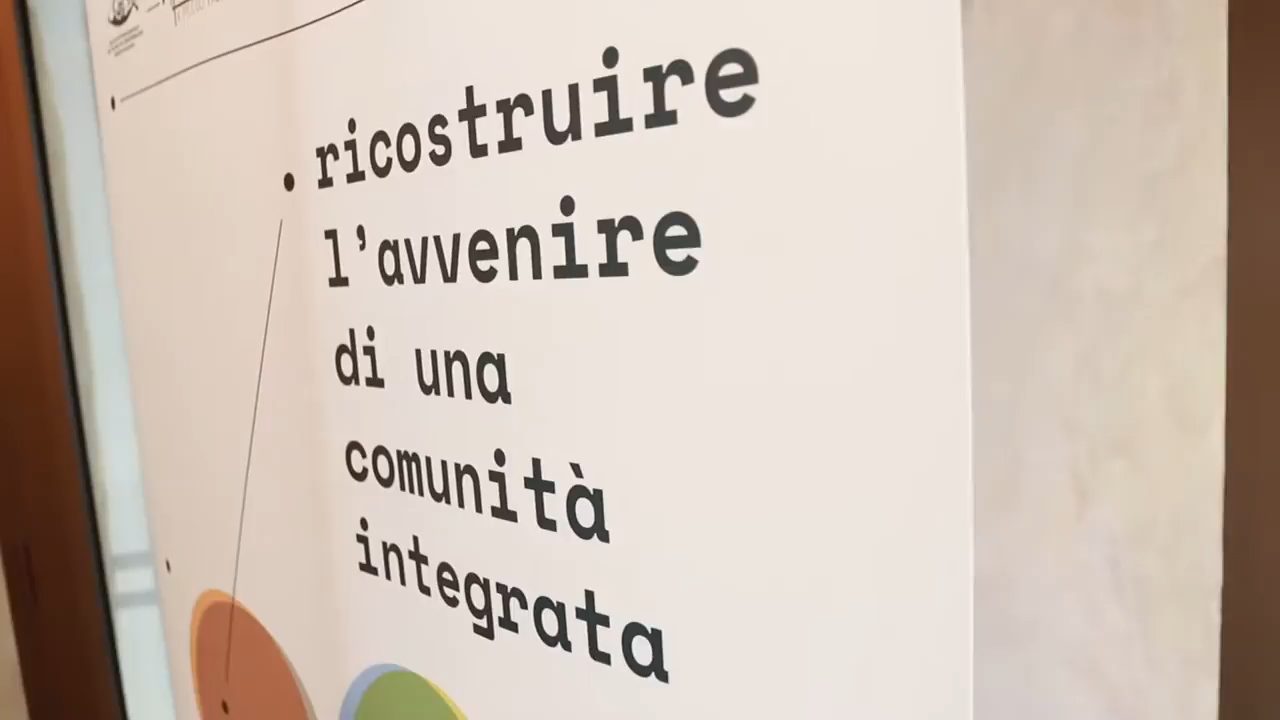 ricostruire
l'avvenire
di una
comunità
integrata